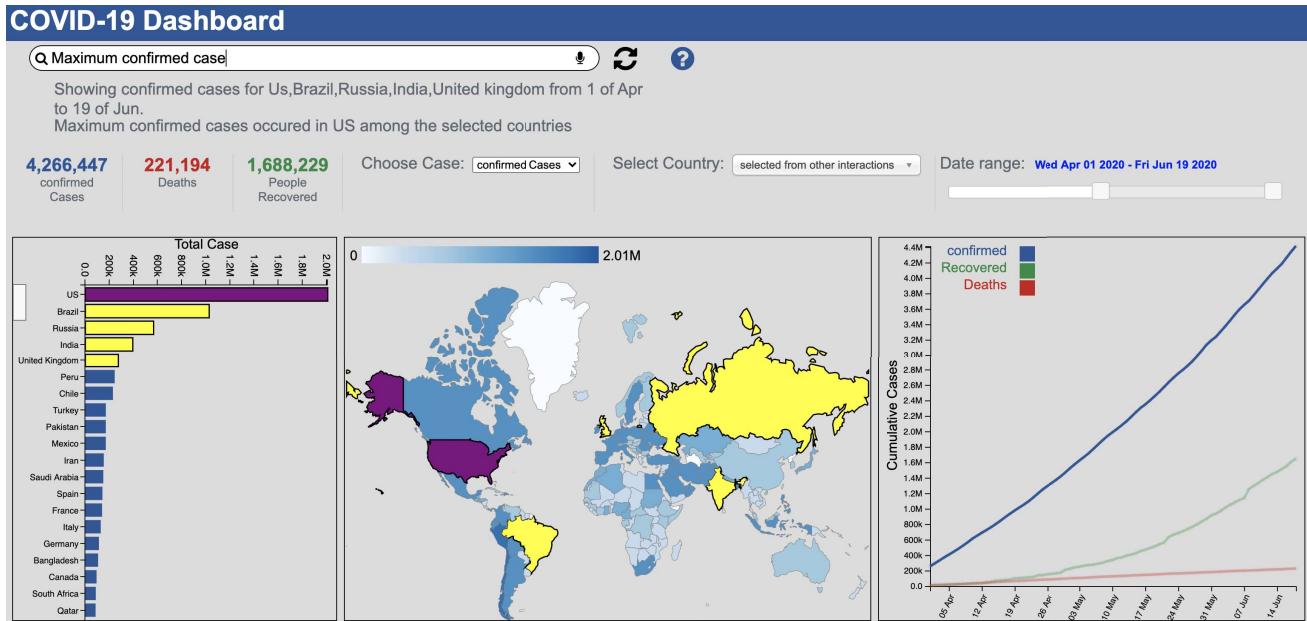 COVID-19 Dashboard
Maximum confirmed case
?
Showing confirmed cases for Us,Brazil,Russia,India,United kingdom from 1 of Apr
to 19 of Jun.
Maximum confirmed cases occured in US among the selected countries
4,266,447
confirmed
Cases
221,194
Deaths
1,688,229
People
Recovered
Choose Case: confirmed Cases
Select Country: selected from other interactions
Date range: Wed Apr 01 2020 - Fri Jun 19 2020
Total Case
0.0
200k
400k
600k
800k
1.0M
1.2M
1.4M
1.6M
1.8M
2.0M
US
Brazil
Russia
India
United Kingdom
Peru
Chile
Turkey
Pakistan
Mexico
Iran
Saudi Arabia
Spain
France
Italy
Germany
Bangladesh
Canada
South Africa
Qatar
0
2.01M
confirmed
Recovered
Deaths
Cumulative Cases
4.4M
4.2M
4.0M
3.8M
3.6M
3.4M
3.2M
3.0M
2.8M
2.6M
2.4M
2.2M
2.0M
1.8M
1.6M
1.4M
1.2M
1.0M
800k
600k
400k
200k
0.0
05 Apr
12 Apr
19 Apr
26 Apr
03 May
10 May
17 May
24 May
31 May
07 Jun
14 Jun